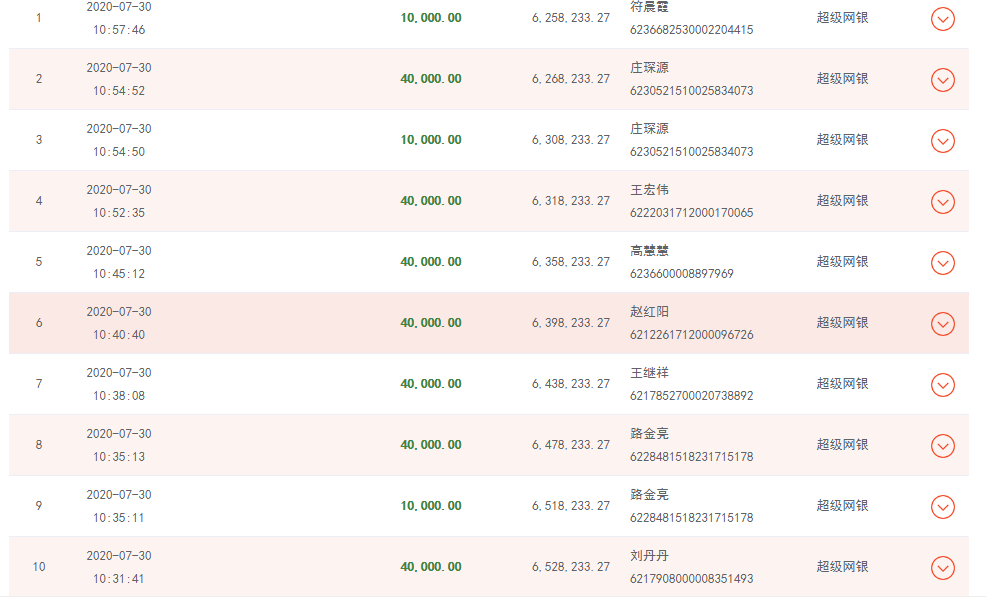 1 2020-07-30 10:57:46 10,000.00 6,258,233.27 符晨霞 6236682530002204415 超级网银
2 2020-07-30 10:54:52 40,000.00 6,268,233.27 庄琛源 6230521510025834073 超级网银
3 2020-07-30 10:54:50 10,000.00 6,308,233.27 庄琛源 6230521510025834073 超级网银
4 2020-07-30 10:52:35 40,000.00 6,318,233.27 王宏伟 6222031712000170065 超级网银
5 2020-07-30 10:45:12 40,000.00 6,358,233.27 高慧慧 6236600008897969 超级网银
6 2020-07-30 10:40:40 40,000.00 6,398,233.27 赵红阳 6212261712000096726 超级网银
7 2020-07-30 10:38:08 40,000.00 6,438,233.27 王继祥 6217852700020738892 超级网银
8 2020-07-30 10:35:13 40,000.00 6,478,233.27 路金亮 6228481518231715178 超级网银
9 2020-07-30 10:35:11 10,000.00 6,518,233.27 路金亮 6228481518231715178 超级网银
10 2020-07-30 10:31:41 40,000.00 6,528,233.27 刘丹丹 6217908000008351493 超级网银